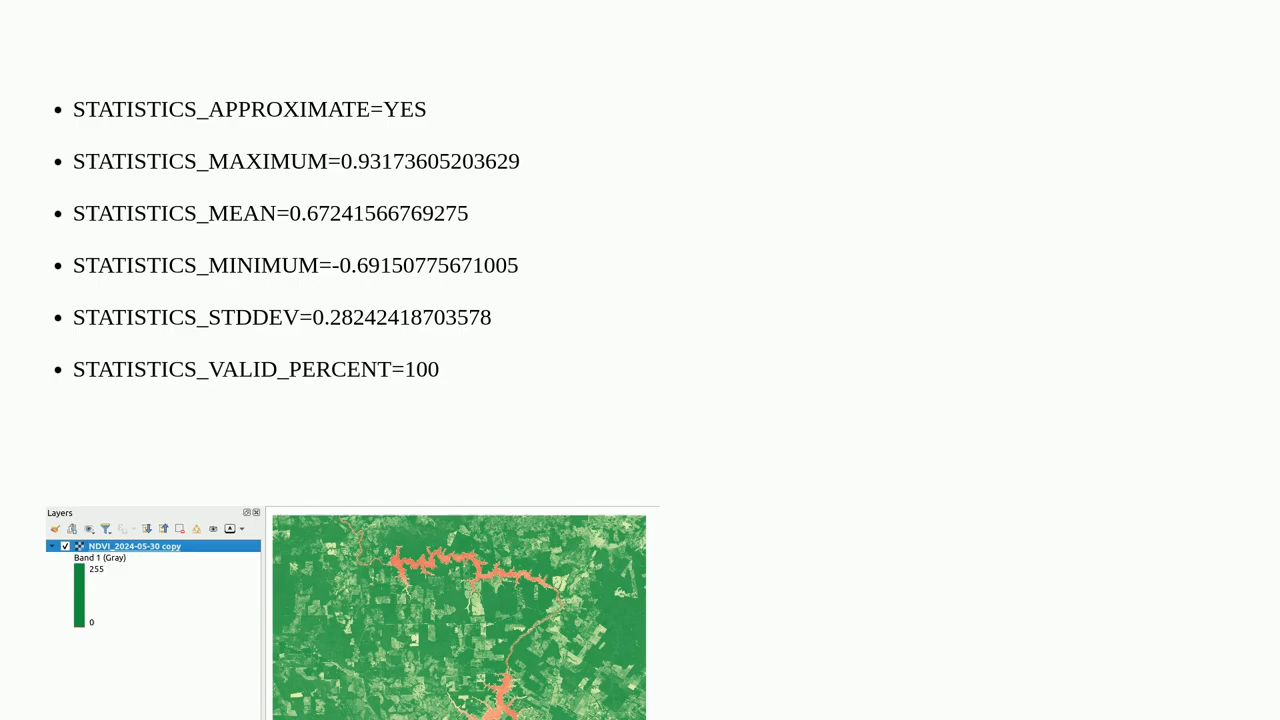 STATISTICS_APPROXIMATE=YES
STATISTICS_MAXIMUM=0.93173605203629
STATISTICS_MEAN=0.67241566769275
STATISTICS_MINIMUM=-0.69150775671005
STATISTICS_STDDEV=0.28242418703578
STATISTICS_VALID_PERCENT=100
Layers
NDVI_2024-05-30 copy
Band 1 (Gray)
255
0